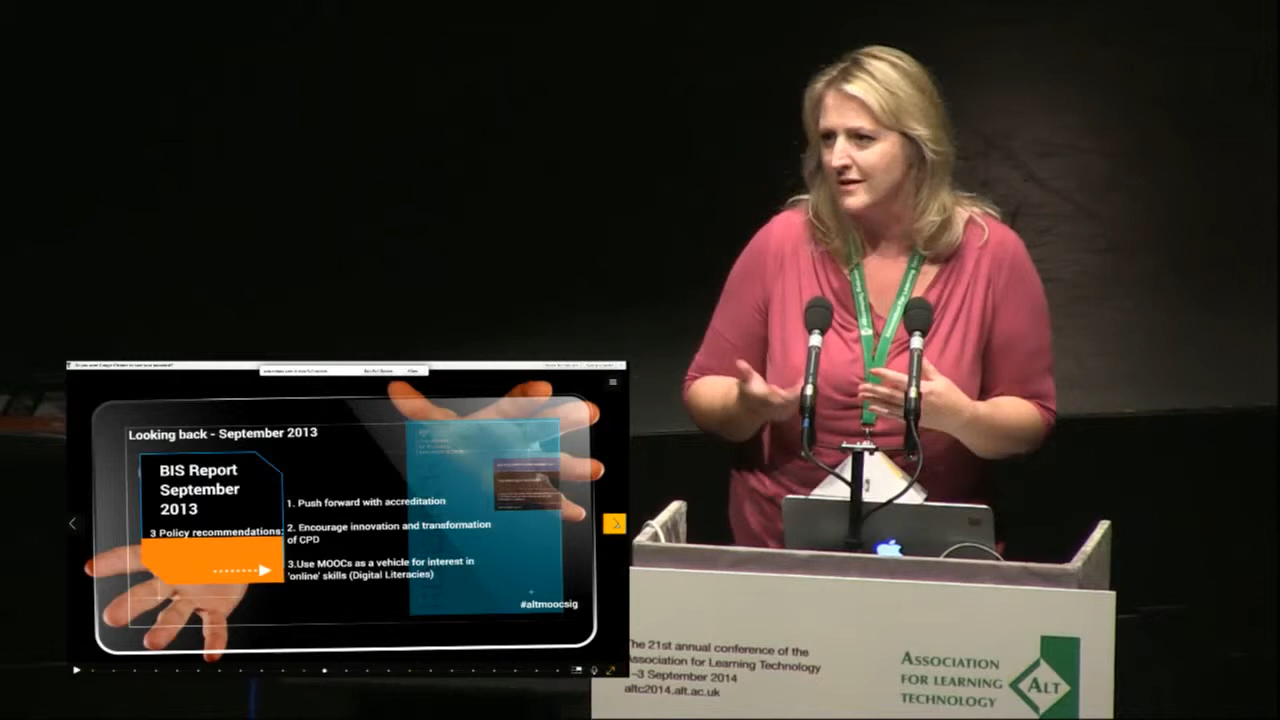 Looking back - September 2013
BIS Report
September
2013
3 Policy recommendations:
1. Push forward with accreditation
2. Encourage innovation and transformation
of CPD
3.Use MOOCs as a vehicle for interest in
'online' skills (Digital Literacies)
#altmoocsig
The 21st annual conference of the
Association for Learning Technology
1-3 September 2014
altc2014.alt.ac.uk
ASSOCIATION
FOR LEARNING
TECHNOLOGY
ALT